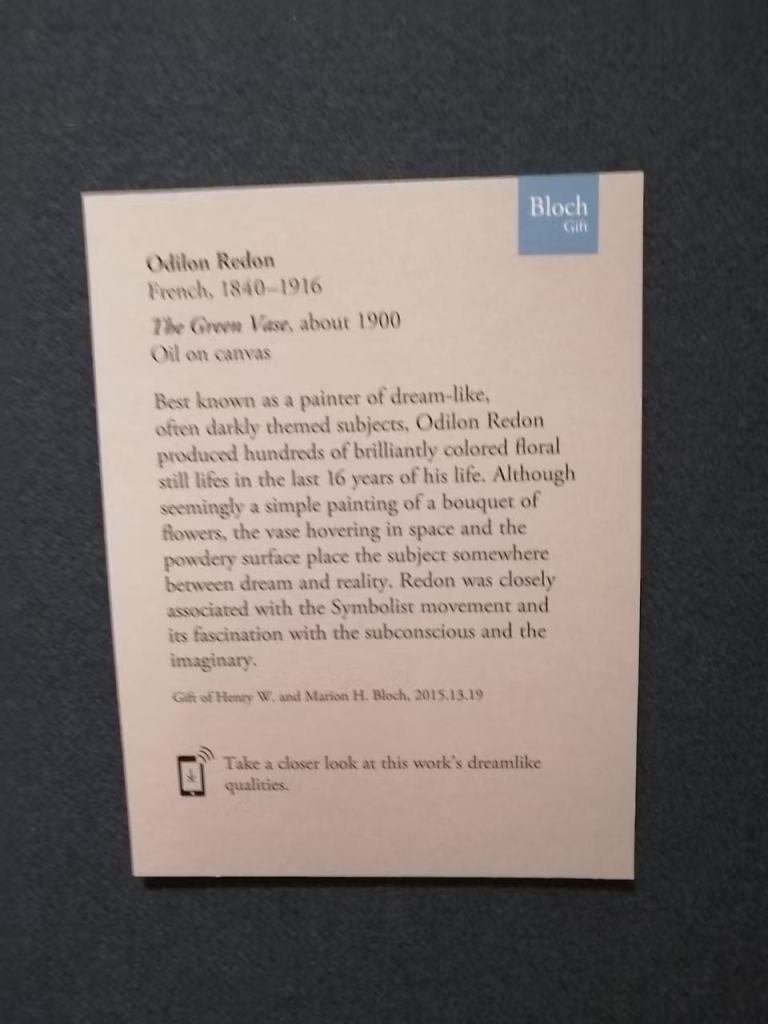 Bloch
Gift
Odilon Redon
French, 1840–1916
The Green Vase, about 1900
Oil on canvas
Best known as a painter of dream-like,
often darkly themed subjects, Odilon Redon
produced hundreds of brilliantly colored floral
still lifes in the last 16 years of his life. Although
seemingly a simple painting of a bouquet of
flowers, the vase hovering in space and the
powdery surface place the subject somewhere
between dream and reality. Redon was closely
associated with the Symbolist movement and
its fascination with the subconscious and the
imaginary.
Gift of Henry W. and Marion H. Bloch, 2015.13.19
Take a closer look at this work's dreamlike
qualities.